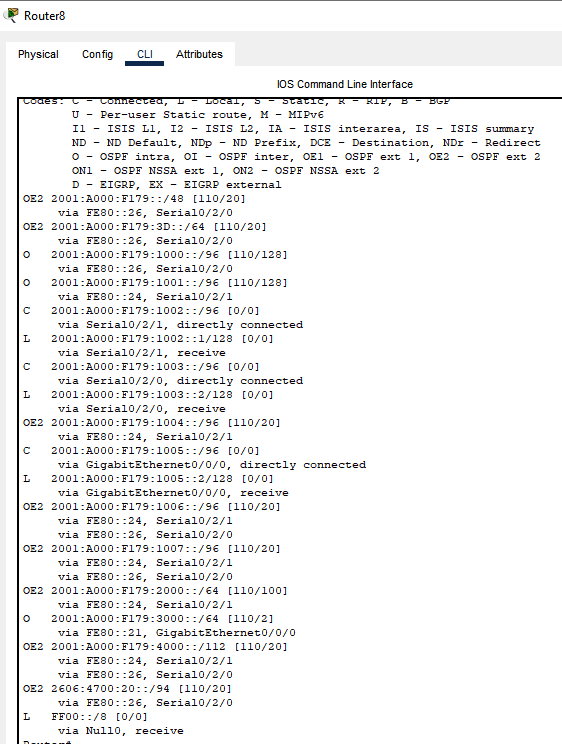 Router8
Physical Config CLI Attributes
IOS Command Line Interface
Codes: C - Connected, L - Local, S - Static, R - RIP, B - BGP
U - Per-user Static route, M - MIPv6
I1 - ISIS L1, I2 - ISIS L2, IA - ISIS interarea, IS - ISIS summary
ND - ND Default, NDp - ND Prefix, DCE - Destination, NDr - Redirect
O - OSPF intra, OI - OSPF inter, OE1 - OSPF ext 1, OE2 - OSPF ext 2
ON1 - OSPF NSSA ext 1, ON2 - OSPF NSSA ext 2
D - EIGRP, EX - EIGRP external
OE2 2001:A000:F179::/48 [110/20]
via FE80::26, Serial0/2/0
OE2 2001:A000:F179:3D::/64 [110/20]
via FE80::26, Serial0/2/0
O 2001:A000:F179:1000::/96 [110/128]
via FE80::26, Serial0/2/0
O 2001:A000:F179:1001::/96 [110/128]
via FE80::24, Serial0/2/1
C 2001:A000:F179:1002::/96 [0/0]
via Serial0/2/1, directly connected
L 2001:A000:F179:1002::1/128 [0/0]
via Serial0/2/1, receive
C 2001:A000:F179:1003::/96 [0/0]
via Serial0/2/0, directly connected
L 2001:A000:F179:1003::2/128 [0/0]
via Serial0/2/0, receive
OE2 2001:A000:F179:1004::/96 [110/20]
via FE80::24, Serial0/2/1
C 2001:A000:F179:1005::/96 [0/0]
via GigabitEthernet0/0/0, directly connected
L 2001:A000:F179:1005::2/128 [0/0]
via GigabitEthernet0/0/0, receive
OE2 2001:A000:F179:1006::/96 [110/20]
via FE80::24, Serial0/2/1
via FE80::26, Serial0/2/0
OE2 2001:A000:F179:1007::/96 [110/20]
via FE80::24, Serial0/2/1
via FE80::26, Serial0/2/0
OE2 2001:A000:F179:2000::/64 [110/100]
via FE80::24, Serial0/2/1
O 2001:A000:F179:3000::/64 [110/2]
via FE80::21, GigabitEthernet0/0/0
OE2 2001:A000:F179:4000::/112 [110/20]
via FE80::24, Serial0/2/1
via FE80::26, Serial0/2/0
OE2 2606:4700:20::/94 [110/20]
via FE80::26, Serial0/2/0
L FF00::/8 [0/0]
via Null0, receive
Router#